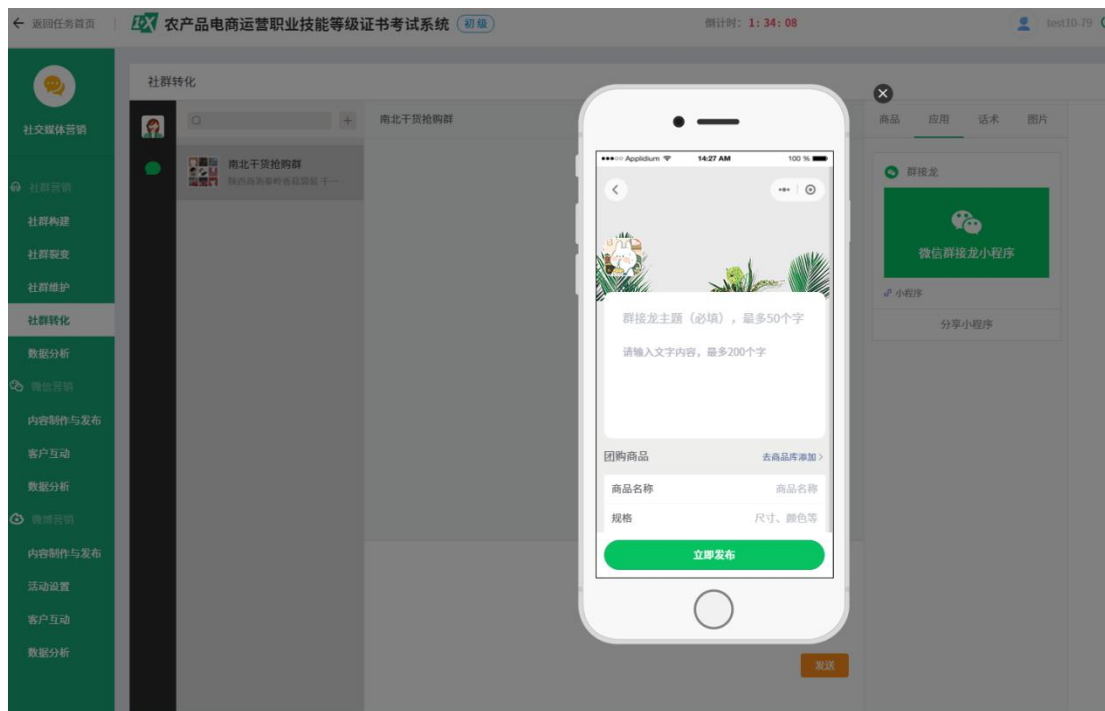 返回任务首页
1+X 农产品电商运营职业技能等级证书考试系统 初级
倒计时：1:34:08
test10-79
社交媒体营销
社群营销
社群构建
社群裂变
社群维护
社群转化
数据分析
微信营销
内容制作与发布
客户互动
数据分析
微博营销
内容制作与发布
活动设置
客户互动
数据分析
社群转化
南北干货抢购群
南北干货抢购群
Applidium 14:27 AM 100 %
群接龙主题（必填），最多50个字
请输入文字内容，最多200个字
团购商品 去商品库添加>
商品名称 商品名称
规格 尺寸、颜色等
立即发布
发送
商品 应用 话术 图片
群接龙
微信群接龙小程序
小程序
分享小程序